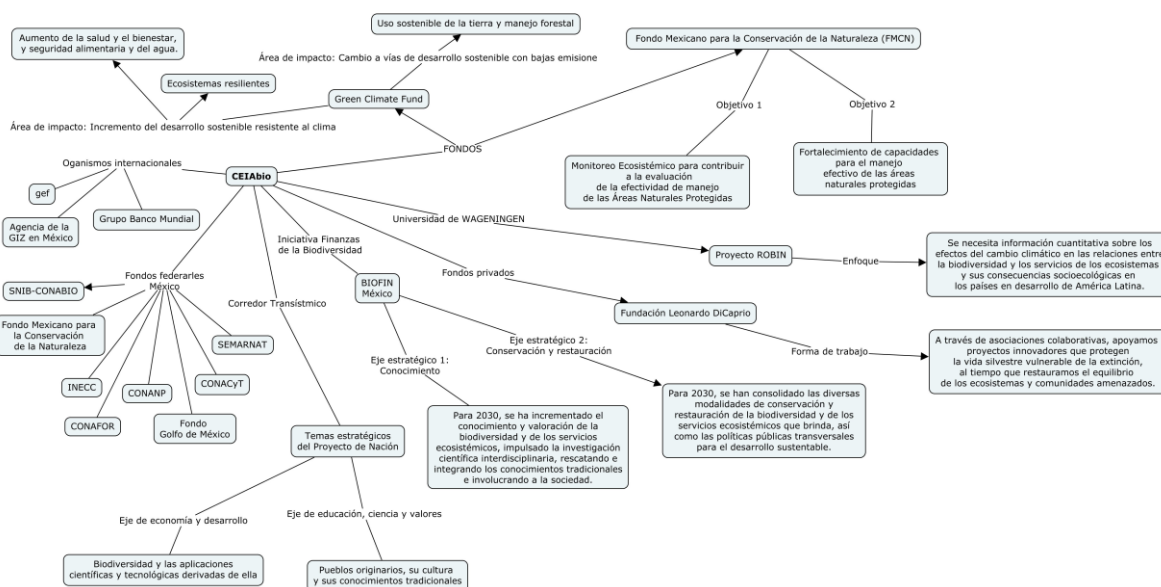 Aumento de la salud y el bienestar,
y seguridad alimentaria y del agua.
Uso sostenible de la tierra y manejo forestal
Fondo Mexicano para la Conservación de la Naturaleza (FMCN)
Área de impacto: Cambio a vías de desarrollo sostenible con bajas emisione
Ecosistemas resilientes
Green Climate Fund
Objetivo 1
Objetivo 2
Área de impacto: Incremento del desarrollo sostenible resistente al clima
FONDOS
Monitoreo Ecosistémico para contribuir
a la evaluación
de la efectividad de manejo
de las Áreas Naturales Protegidas
Fortalecimiento de capacidades
para el manejo
efectivo de las áreas
naturales protegidas
Oganismos internacionales
CEIAbio
gef
Agencia de la
GIZ en México
Grupo Banco Mundial
Universidad de WAGENINGEN
Iniciativa Finanzas
de la Biodiversidad
Proyecto ROBIN
Enfoque
Se necesita información cuantitativa sobre los
efectos del cambio climático en las relaciones entre
la biodiversidad y los servicios de los ecosistemas
y sus consecuencias socioecológicas en
los países en desarrollo de América Latina.
Fondos federarles
México
Fondos privados
SNIB-CONABIO
BIOFIN
México
Corredor Transístmico
Fundación Leonardo DiCaprio
Fondo Mexicano para
la Conservación
de la Naturaleza
SEMARNAT
Eje estratégico 2:
Conservación y restauración
Forma de trabajo
A través de asociaciones colaborativas, apoyamos
proyectos innovadores que protegen
la vida silvestre vulnerable de la extinción,
al tiempo que restauramos el equilibrio
de los ecosistemas y comunidades amenazados.
Eje estratégico 1:
Conocimiento
INECC
CONANP
CONACyT
CONAFOR
Fondo
Golfo de México
Para 2030, se han consolidado las diversas
modalidades de conservación y
restauración de la biodiversidad y de los
servicios ecosistémicos que brinda, así
como las políticas públicas transversales
para el desarrollo sustentable.
Para 2030, se ha incrementado el
conocimiento y valoración de la
biodiversidad y de los servicios
ecosistémicos, impulsado la investigación
científica interdisciplinaria, rescatando e
integrando los conocimientos tradicionales
e involucrando a la sociedad.
Temas estratégicos
del Proyecto de Nación
Eje de economía y desarrollo
Eje de educación, ciencia y valores
Biodiversidad y las aplicaciones
científicas y tecnológicas derivadas de ella
Pueblos originarios, su cultura
y sus conocimientos tradicionales